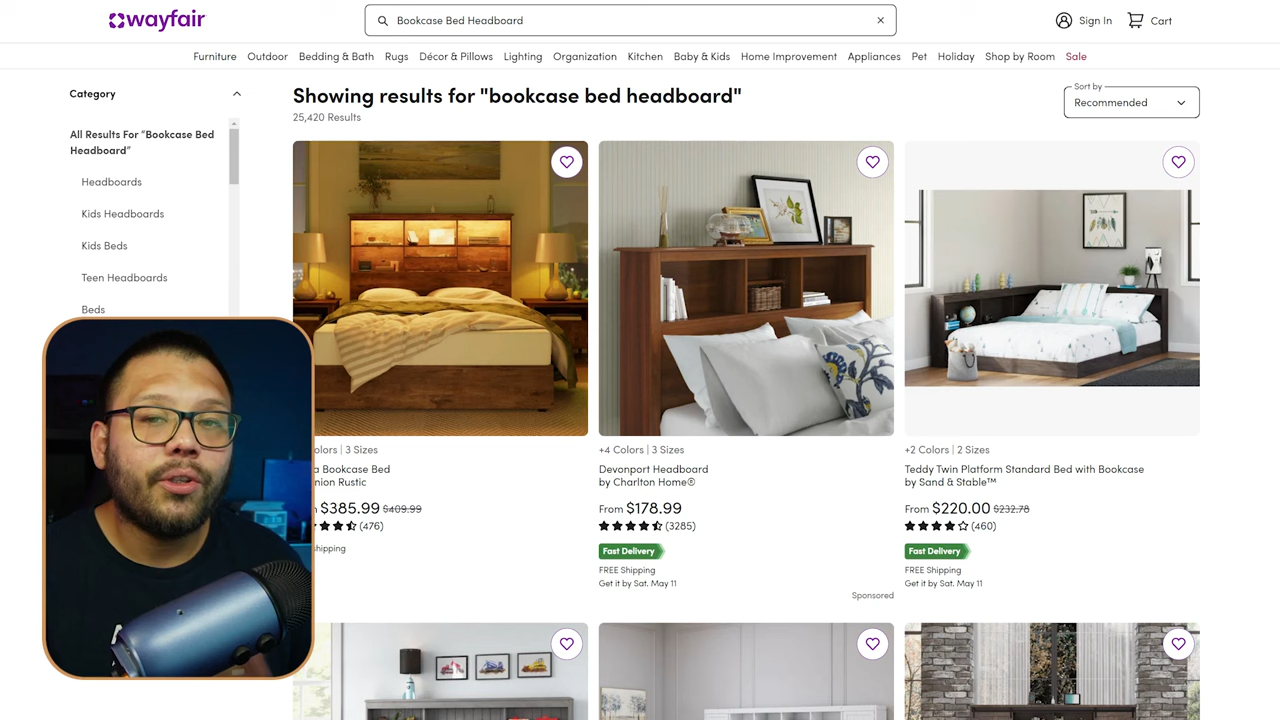 wayfair
Bookcase Bed Headboard
Sign In
Cart
Furniture Outdoor Bedding & Bath Rugs Décor & Pillows Lighting Organization Kitchen Baby & Kids Home Improvement Appliances Pet Holiday Shop by Room Sale
Category
All Results For "Bookcase Bed
Headboard"
Headboards
Kids Headboards
Kids Beds
Teen Headboards
Beds
Showing results for "bookcase bed headboard"
25,420 Results
Sort by
Recommended
olors | 3 Sizes
a Bookcase Bed
nion Rustic
$385.99 $409.99
(476)
hipping
+4 Colors | 3 Sizes
Devonport Headboard
by Charlton Home®
From $178.99
(3285)
Fast Delivery
FREE Shipping
Get it by Sat. May 11
Sponsored
+2 Colors | 2 Sizes
Teddy Twin Platform Standard Bed with Bookcase
by Sand & Stable™
From $220.00 $232.78
(460)
Fast Delivery
FREE Shipping
Get it by Sat. May 11